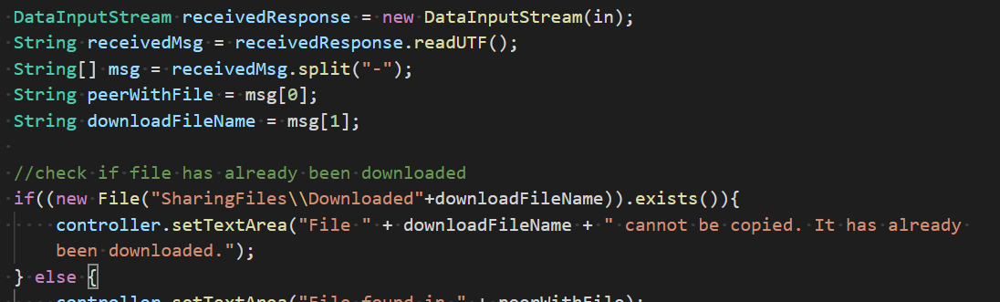 DataInputStream receivedResponse = new DataInputStream(in);
String receivedMsg = receivedResponse.readUTF();
String[] msg = receivedMsg.split("-");
String peerWithFile = msg[0];
String downloadFileName = msg[1];
//check if file has already been downloaded
if((new File("SharingFiles\\Downloaded"+downloadFileName)).exists()){
controller.setTextArea("File " + downloadFileName + " cannot be copied. It has already
been downloaded.");
} else {
controller.setTextArea("File found in " + peerWithFile);